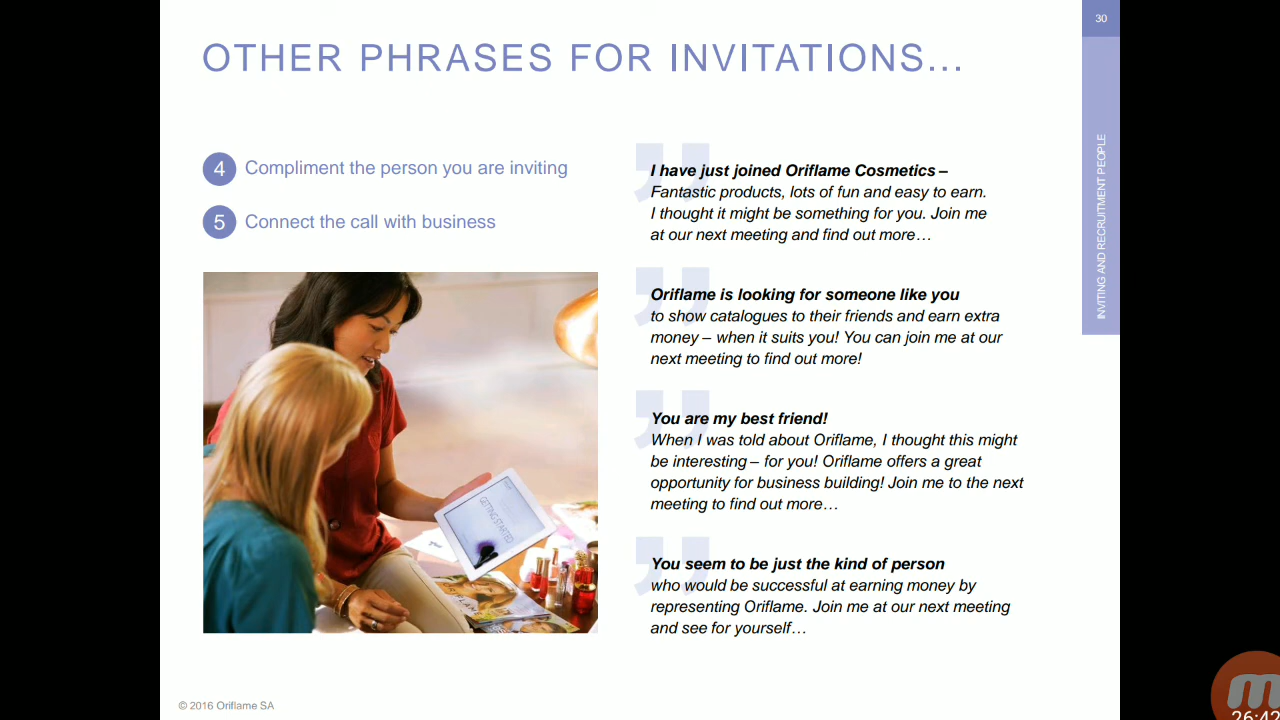 30
OTHER PHRASES FOR INVITATIONS...
4 Compliment the person you are inviting
5 Connect the call with business
GETTING STARTED
I have just joined Oriflame Cosmetics –
Fantastic products, lots of fun and easy to earn.
I thought it might be something for you. Join me
at our next meeting and find out more…
Oriflame is looking for someone like you
to show catalogues to their friends and earn extra
money – when it suits you! You can join me at our
next meeting to find out more!
You are my best friend!
When I was told about Oriflame, I thought this might
be interesting – for you! Oriflame offers a great
opportunity for business building! Join me to the next
meeting to find out more…
You seem to be just the kind of person
who would be successful at earning money by
representing Oriflame. Join me at our next meeting
and see for yourself…
INVITING AND RECRUITMENT PEOPLE
© 2016 Oriflame SA
26:42